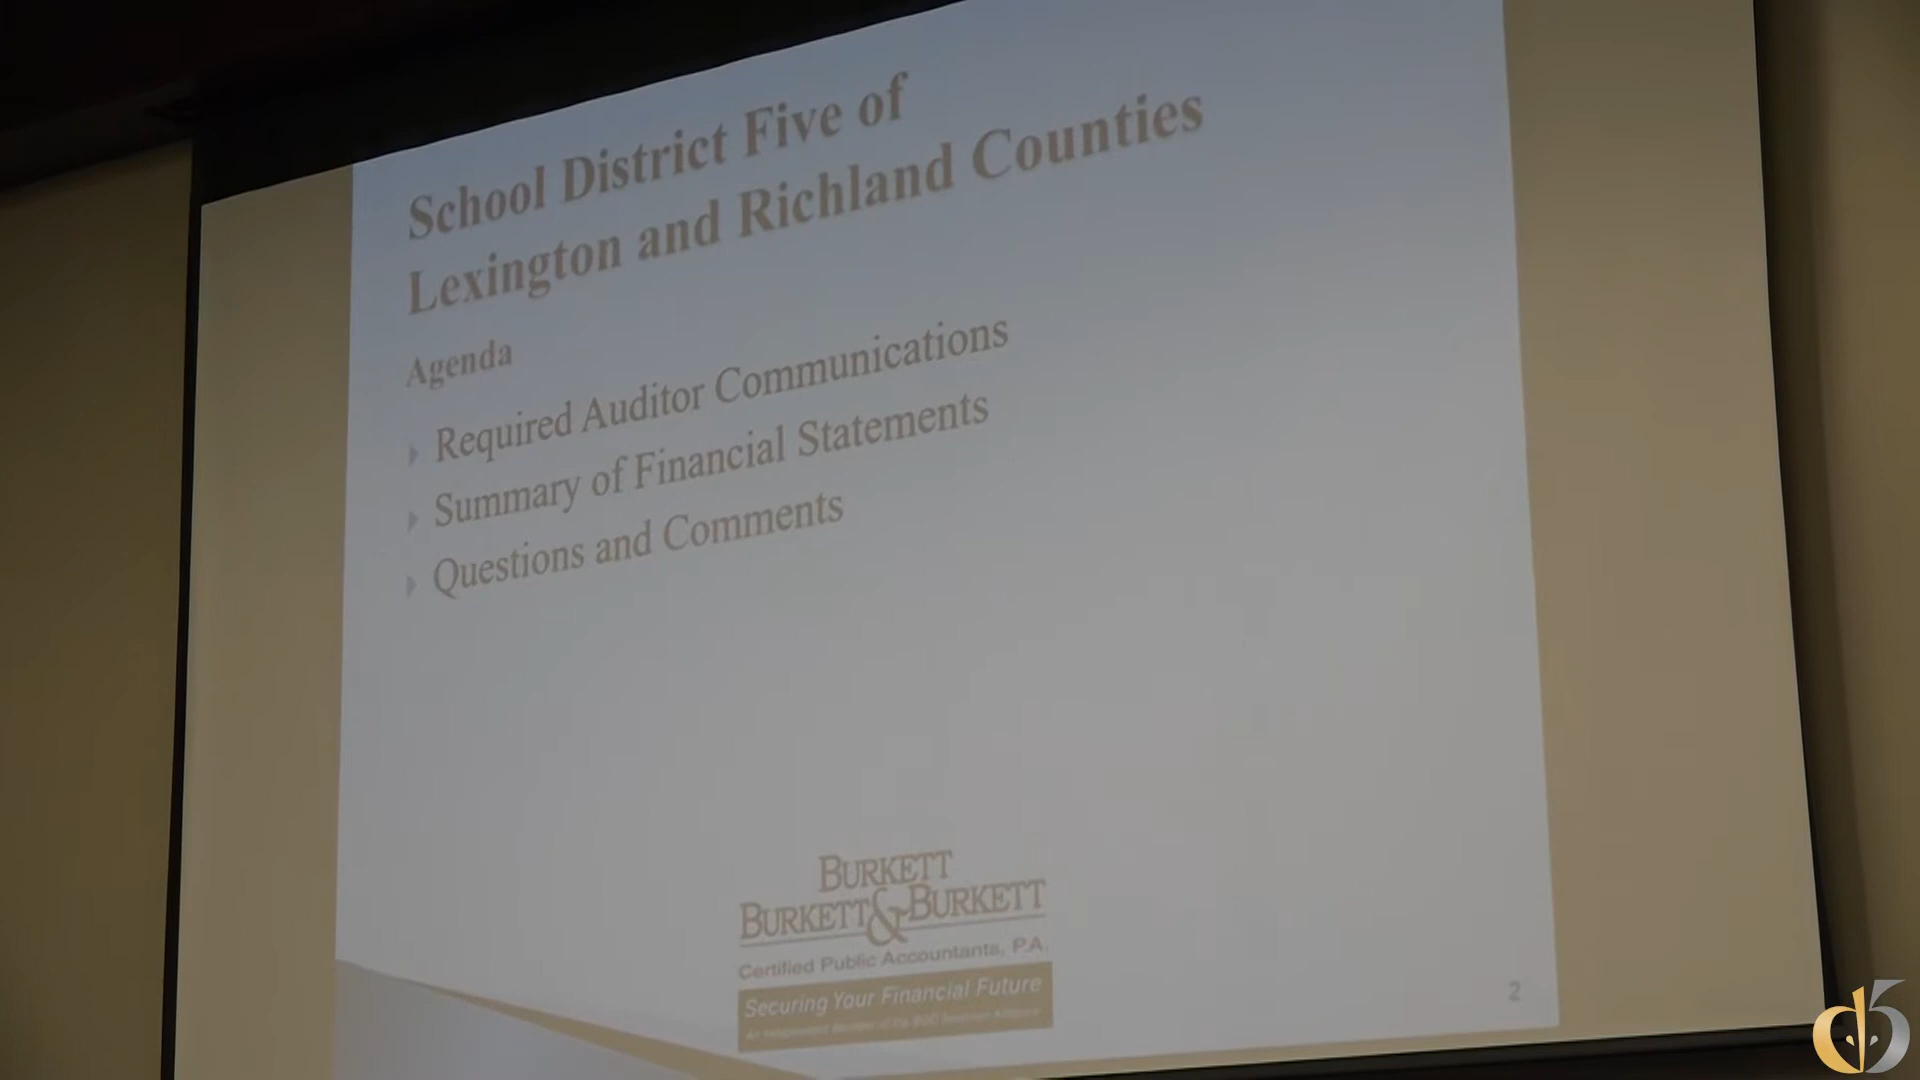 School District Five of
Lexington and Richland Counties
Agenda
Required Auditor Communications
Summary of Financial Statements
Questions and Comments
BURKETT
BURKETT & BURKETT
Certified Public Accountants, P.A.
Securing Your Financial Future
2
d5